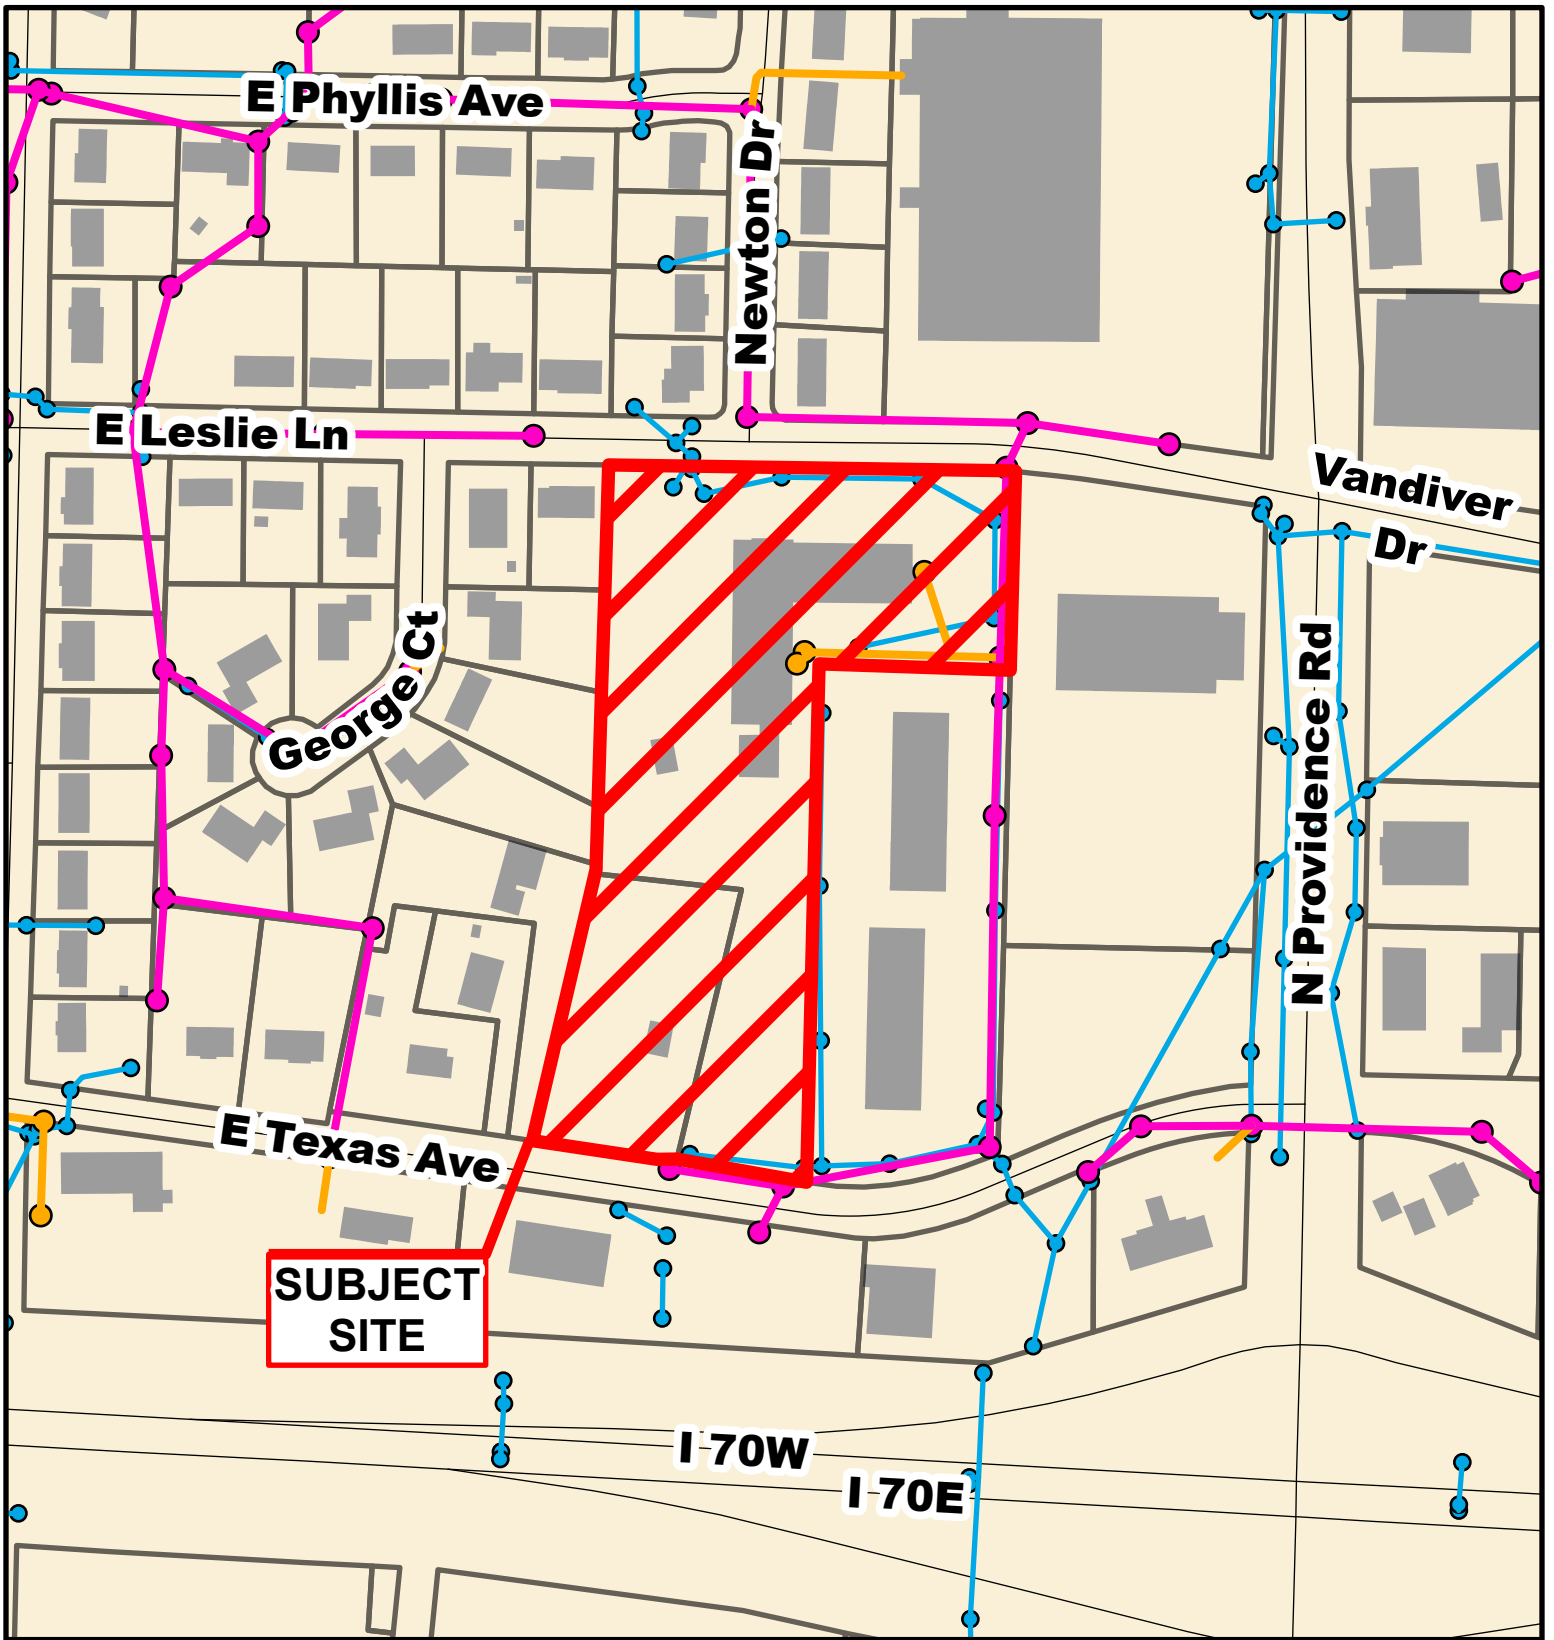 E Phyllis Ave
Newton Dr
E Leslie Ln
Vandiver
Dr
George Ct
N Providence Rd
E Texas Ave
SUBJECT
SITE
I 70W
I 70E